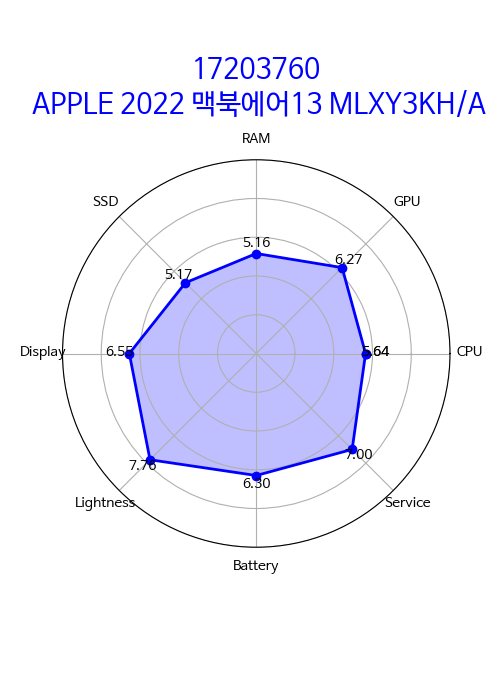 17203760
APPLE 2022 맥북에어13 MLXY3KH/A
RAM
SSD
GPU
5.16
6.27
5.17
Display
6.55
5.64
CPU
7.76
7.00
6.30
Lightness
Service
Battery